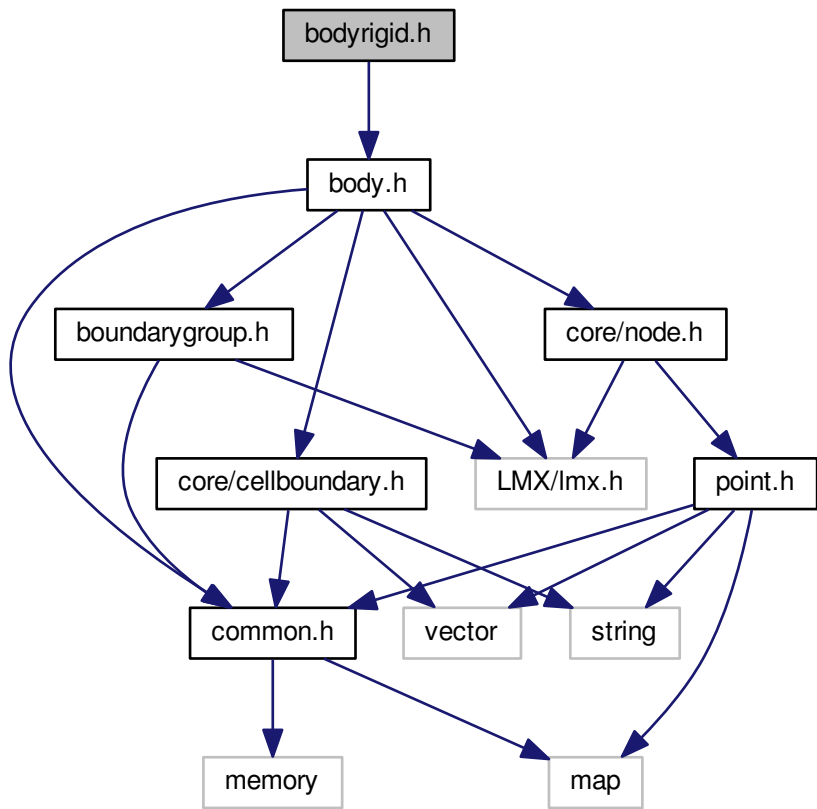 bodyrigid.h
body.h
boundarygroup.h
core/node.h
core/cellboundary.h
LMX/lmx.h
point.h
common.h
vector
string
memory
map